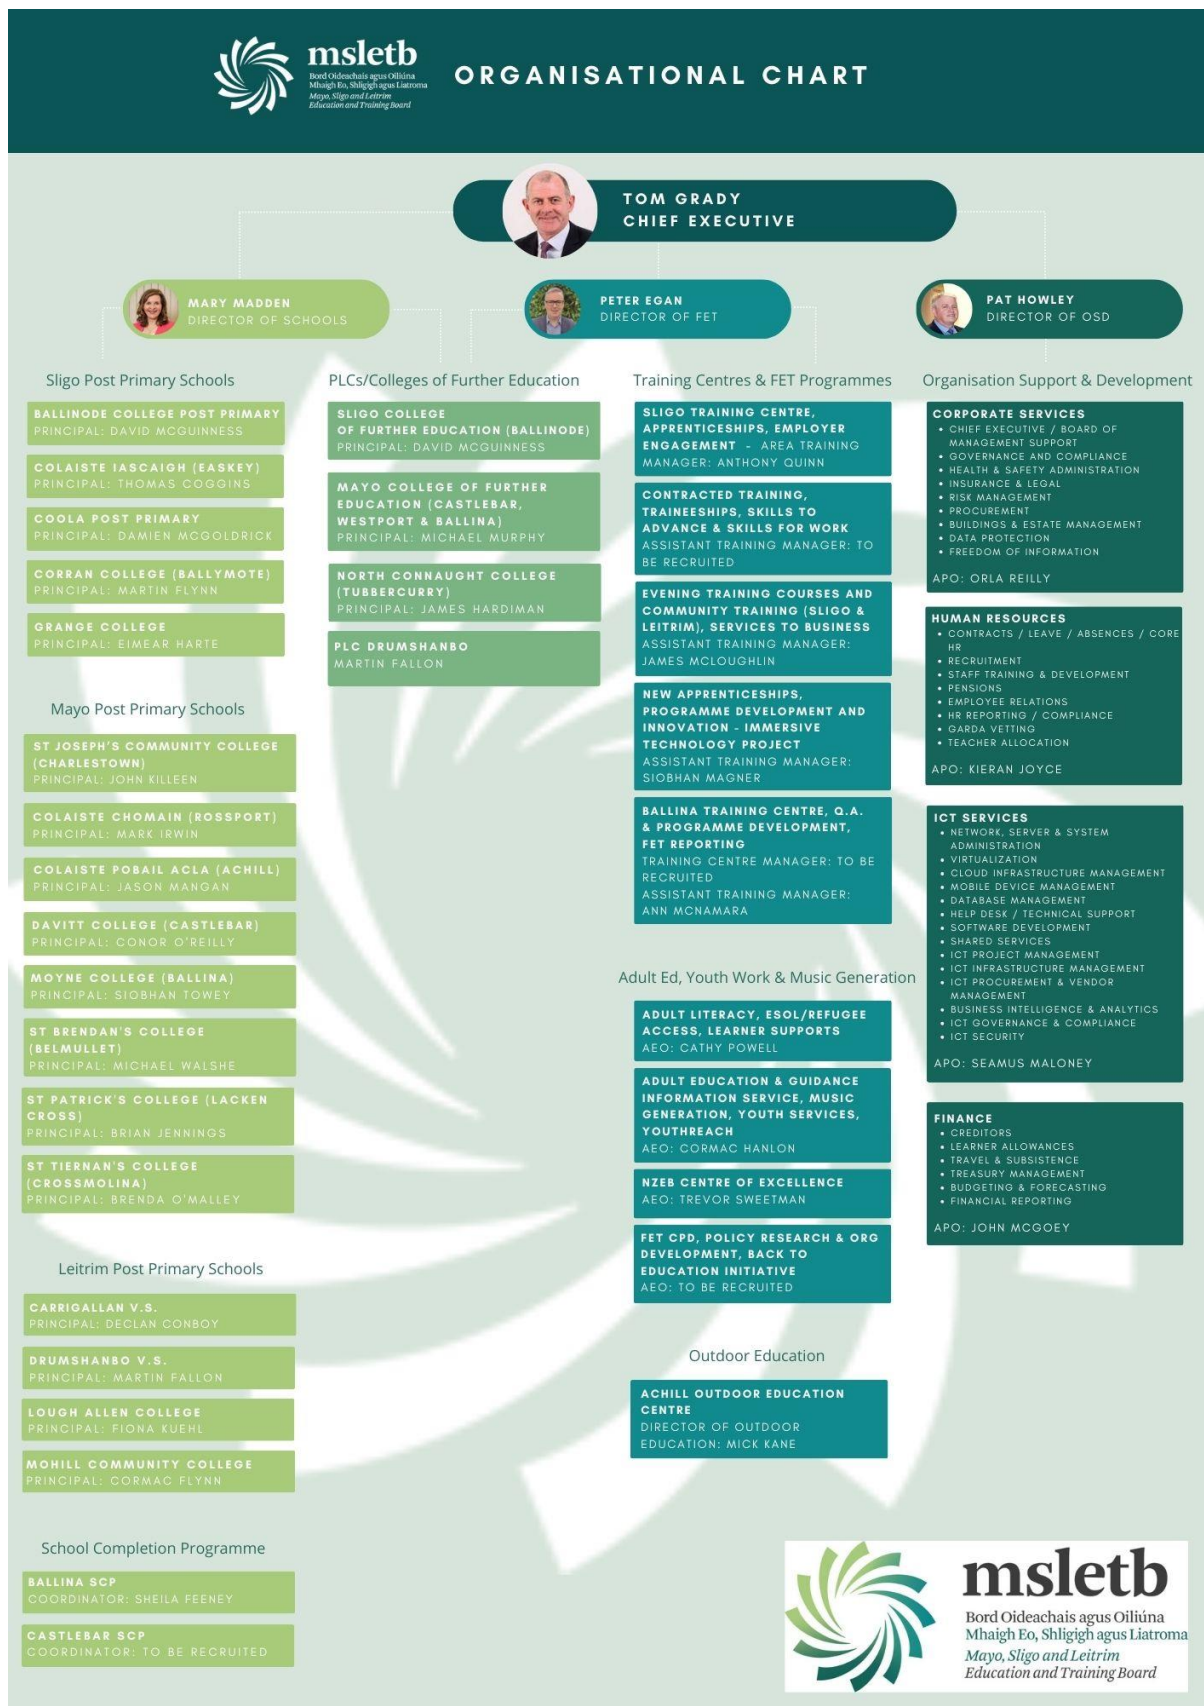 msletb
Bord Oideachais agus Oiliúna
Mhaigh Eo, Shligigh agus Liatroma
Mayo, Sligo and Leitrim
Education and Training Board
ORGANISATIONAL CHART
TOM GRADY
CHIEF EXECUTIVE
MARY MADDEN
DIRECTOR OF SCHOOLS
PETER EGAN
DIRECTOR OF FET
PAT HOWLEY
DIRECTOR OF OSD
Sligo Post Primary Schools
BALLINODE COLLEGE POST PRIMARY
PRINCIPAL: DAVID MCGUINNESS
COLAISTE IASCAIGH (EASKEY)
PRINCIPAL: THOMAS COGGINS
COOLA POST PRIMARY
PRINCIPAL: DAMIEN MCGOLDRICK
CORRAN COLLEGE (BALLYMOTE)
PRINCIPAL: MARTIN FLYNN
GRANGE COLLEGE
PRINCIPAL: EIMEAR HARTE
Mayo Post Primary Schools
ST JOSEPH'S COMMUNITY COLLEGE
(CHARLESTOWN)
PRINCIPAL: JOHN KILLEEN
COLAISTE CHOMAIN (ROSSPORT)
PRINCIPAL: MARK IRWIN
COLAISTE POBAIL ACLA (ACHILL)
PRINCIPAL: JASON MANGAN
DAVITT COLLEGE (CASTLEBAR)
PRINCIPAL: CONOR O'REILLY
MOYNE COLLEGE (BALLINA)
PRINCIPAL: SIOBHAN TOWEY
ST BRENDAN'S COLLEGE
(BELMULLET)
PRINCIPAL: MICHAEL WALSHE
ST PATRICK'S COLLEGE (LACKEN
CROSS)
PRINCIPAL: BRIAN JENNINGS
ST TIERNAN'S COLLEGE
(CROSSMOLINA)
PRINCIPAL: BRENDA O'MALLEY
Leitrim Post Primary Schools
CARRIGALLAN V.S.
PRINCIPAL: DECLAN CONBOY
DRUMSHANBO V.S.
PRINCIPAL: MARTIN FALLON
LOUGH ALLEN COLLEGE
PRINCIPAL: FIONA KUEHL
MOHILL COMMUNITY COLLEGE
PRINCIPAL: CORMAC FLYNN
School Completion Programme
BALLINA SCP
COORDINATOR: SHEILA FEENEY
CASTLEBAR SCP
COORDINATOR: TO BE RECRUITED
PLCs/Colleges of Further Education
SLIGO COLLEGE
OF FURTHER EDUCATION (BALLINODE)
PRINCIPAL: DAVID MCGUINNESS
MAYO COLLEGE OF FURTHER
EDUCATION (CASTLEBAR,
WESTPORT & BALLINA)
PRINCIPAL: MICHAEL MURPHY
NORTH CONNAUGHT COLLEGE
(TUBBERCURRY)
PRINCIPAL: JAMES HARDIMAN
PLC DRUMSHANBO
MARTIN FALLON
Training Centres & FET Programmes
SLIGO TRAINING CENTRE,
APPRENTICESHIPS, EMPLOYER
ENGAGEMENT - AREA TRAINING
MANAGER: ANTHONY QUINN
CONTRACTED TRAINING,
TRAINEESHIPS, SKILLS TO
ADVANCE & SKILLS FOR WORK
ASSISTANT TRAINING MANAGER: TO
BE RECRUITED
EVENING TRAINING COURSES AND
COMMUNITY TRAINING (SLIGO &
LEITRIM), SERVICES TO BUSINESS
ASSISTANT TRAINING MANAGER:
JAMES MCLOUGHLIN
NEW APPRENTICESHIPS,
PROGRAMME DEVELOPMENT AND
INNOVATION - IMMERSIVE
TECHNOLOGY PROJECT
ASSISTANT TRAINING MANAGER:
SIOBHAN MAGNER
BALLINA TRAINING CENTRE, Q.A.
& PROGRAMME DEVELOPMENT,
FET REPORTING
TRAINING CENTRE MANAGER: TO BE
RECRUITED
ASSISTANT TRAINING MANAGER:
ANN MCNAMARA
Adult Ed, Youth Work & Music Generation
ADULT LITERACY, ESOL/REFUGEE
ACCESS, LEARNER SUPPORTS
AEO: CATHY POWELL
ADULT EDUCATION & GUIDANCE
INFORMATION SERVICE, MUSIC
GENERATION, YOUTH SERVICES,
YOUTHREACH
AEO: CORMAC HANLON
NZEB CENTRE OF EXCELLENCE
AEO: TREVOR SWEETMAN
FET CPD, POLICY RESEARCH & ORG
DEVELOPMENT, BACK TO
EDUCATION INITIATIVE
AEO: TO BE RECRUITED
Outdoor Education
ACHILL OUTDOOR EDUCATION
CENTRE
DIRECTOR OF OUTDOOR
EDUCATION: MICK KANE
Organisation Support & Development
CORPORATE SERVICES
• CHIEF EXECUTIVE / BOARD OF
MANAGEMENT SUPPORT
• GOVERNANCE AND COMPLIANCE
• HEALTH & SAFETY ADMINISTRATION
• INSURANCE & LEGAL
• RISK MANAGEMENT
• PROCUREMENT
• BUILDINGS & ESTATE MANAGEMENT
• DATA PROTECTION
• FREEDOM OF INFORMATION
APO: ORLA REILLY
HUMAN RESOURCES
• CONTRACTS / LEAVE / ABSENCES / CORE
HR
• RECRUITMENT
• STAFF TRAINING & DEVELOPMENT
• PENSIONS
• EMPLOYEE RELATIONS
• HR REPORTING / COMPLIANCE
• GARDA VETTING
• TEACHER ALLOCATION
APO: KIERAN JOYCE
ICT SERVICES
• NETWORK, SERVER & SYSTEM
ADMINISTRATION
• VIRTUALIZATION
• CLOUD INFRASTRUCTURE MANAGEMENT
• MOBILE DEVICE MANAGEMENT
• DATABASE MANAGEMENT
• HELP DESK / TECHNICAL SUPPORT
• SOFTWARE DEVELOPMENT
• SHARED SERVICES
• ICT PROJECT MANAGEMENT
• ICT INFRASTRUCTURE MANAGEMENT
• ICT PROCUREMENT & VENDOR
MANAGEMENT
• BUSINESS INTELLIGENCE & ANALYTICS
• ICT GOVERNANCE & COMPLIANCE
• ICT SECURITY
APO: SEAMUS MALONEY
FINANCE
• CREDITORS
• LEARNER ALLOWANCES
• TRAVEL & SUBSISTENCE
• TREASURY MANAGEMENT
• BUDGETING & FORECASTING
• FINANCIAL REPORTING
APO: JOHN MCGOEY
msletb
Bord Oideachais agus Oiliúna
Mhaigh Eo, Shligigh agus Liatroma
Mayo, Sligo and Leitrim
Education and Training Board